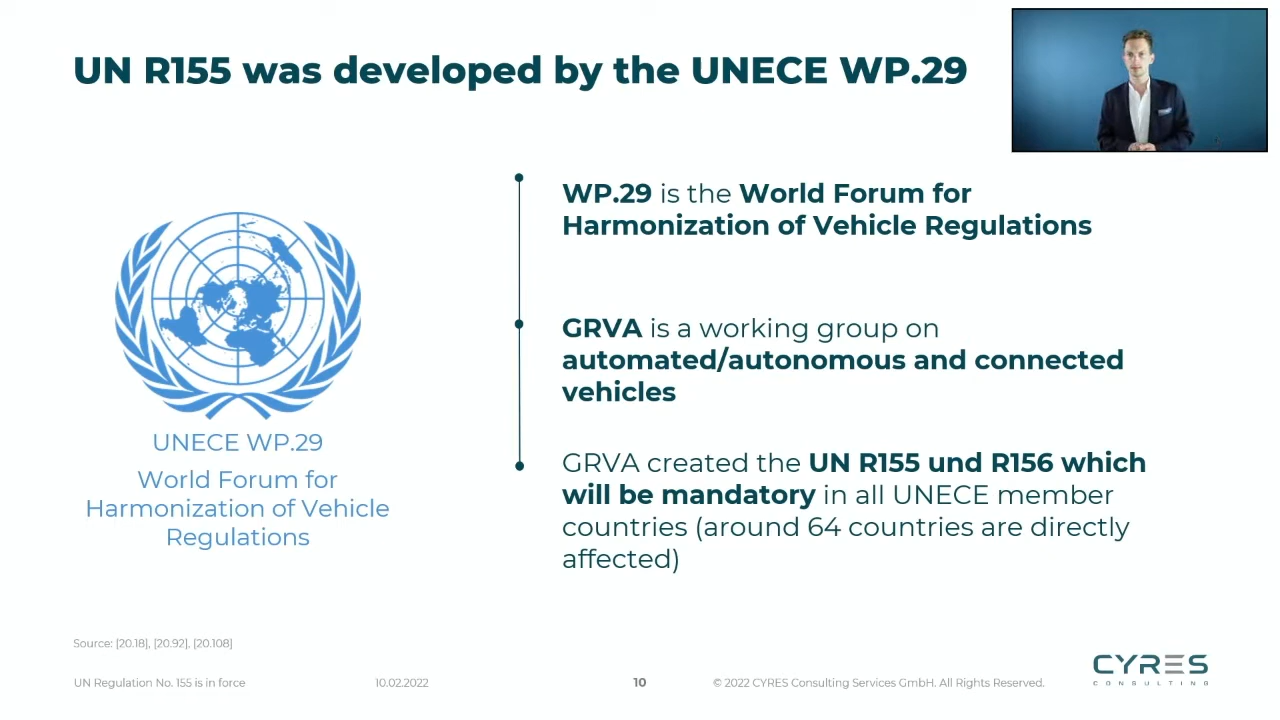 UN R155 was developed by the UNECE WP.29
WP.29 is the World Forum for
Harmonization of Vehicle Regulations
GRVA is a working group on
automated/autonomous and connected
vehicles
GRVA created the UN R155 und R156 which
will be mandatory in all UNECE member
countries (around 64 countries are directly
affected)
UNECE WP.29
World Forum for
Harmonization of Vehicle
Regulations
Source: [20.18], [20.92], [20.108]
UN Regulation No. 155 is in force
10.02.2022
10
© 2022 CYRES Consulting Services GmbH. All Rights Reserved.
CYRES
CONSULTING